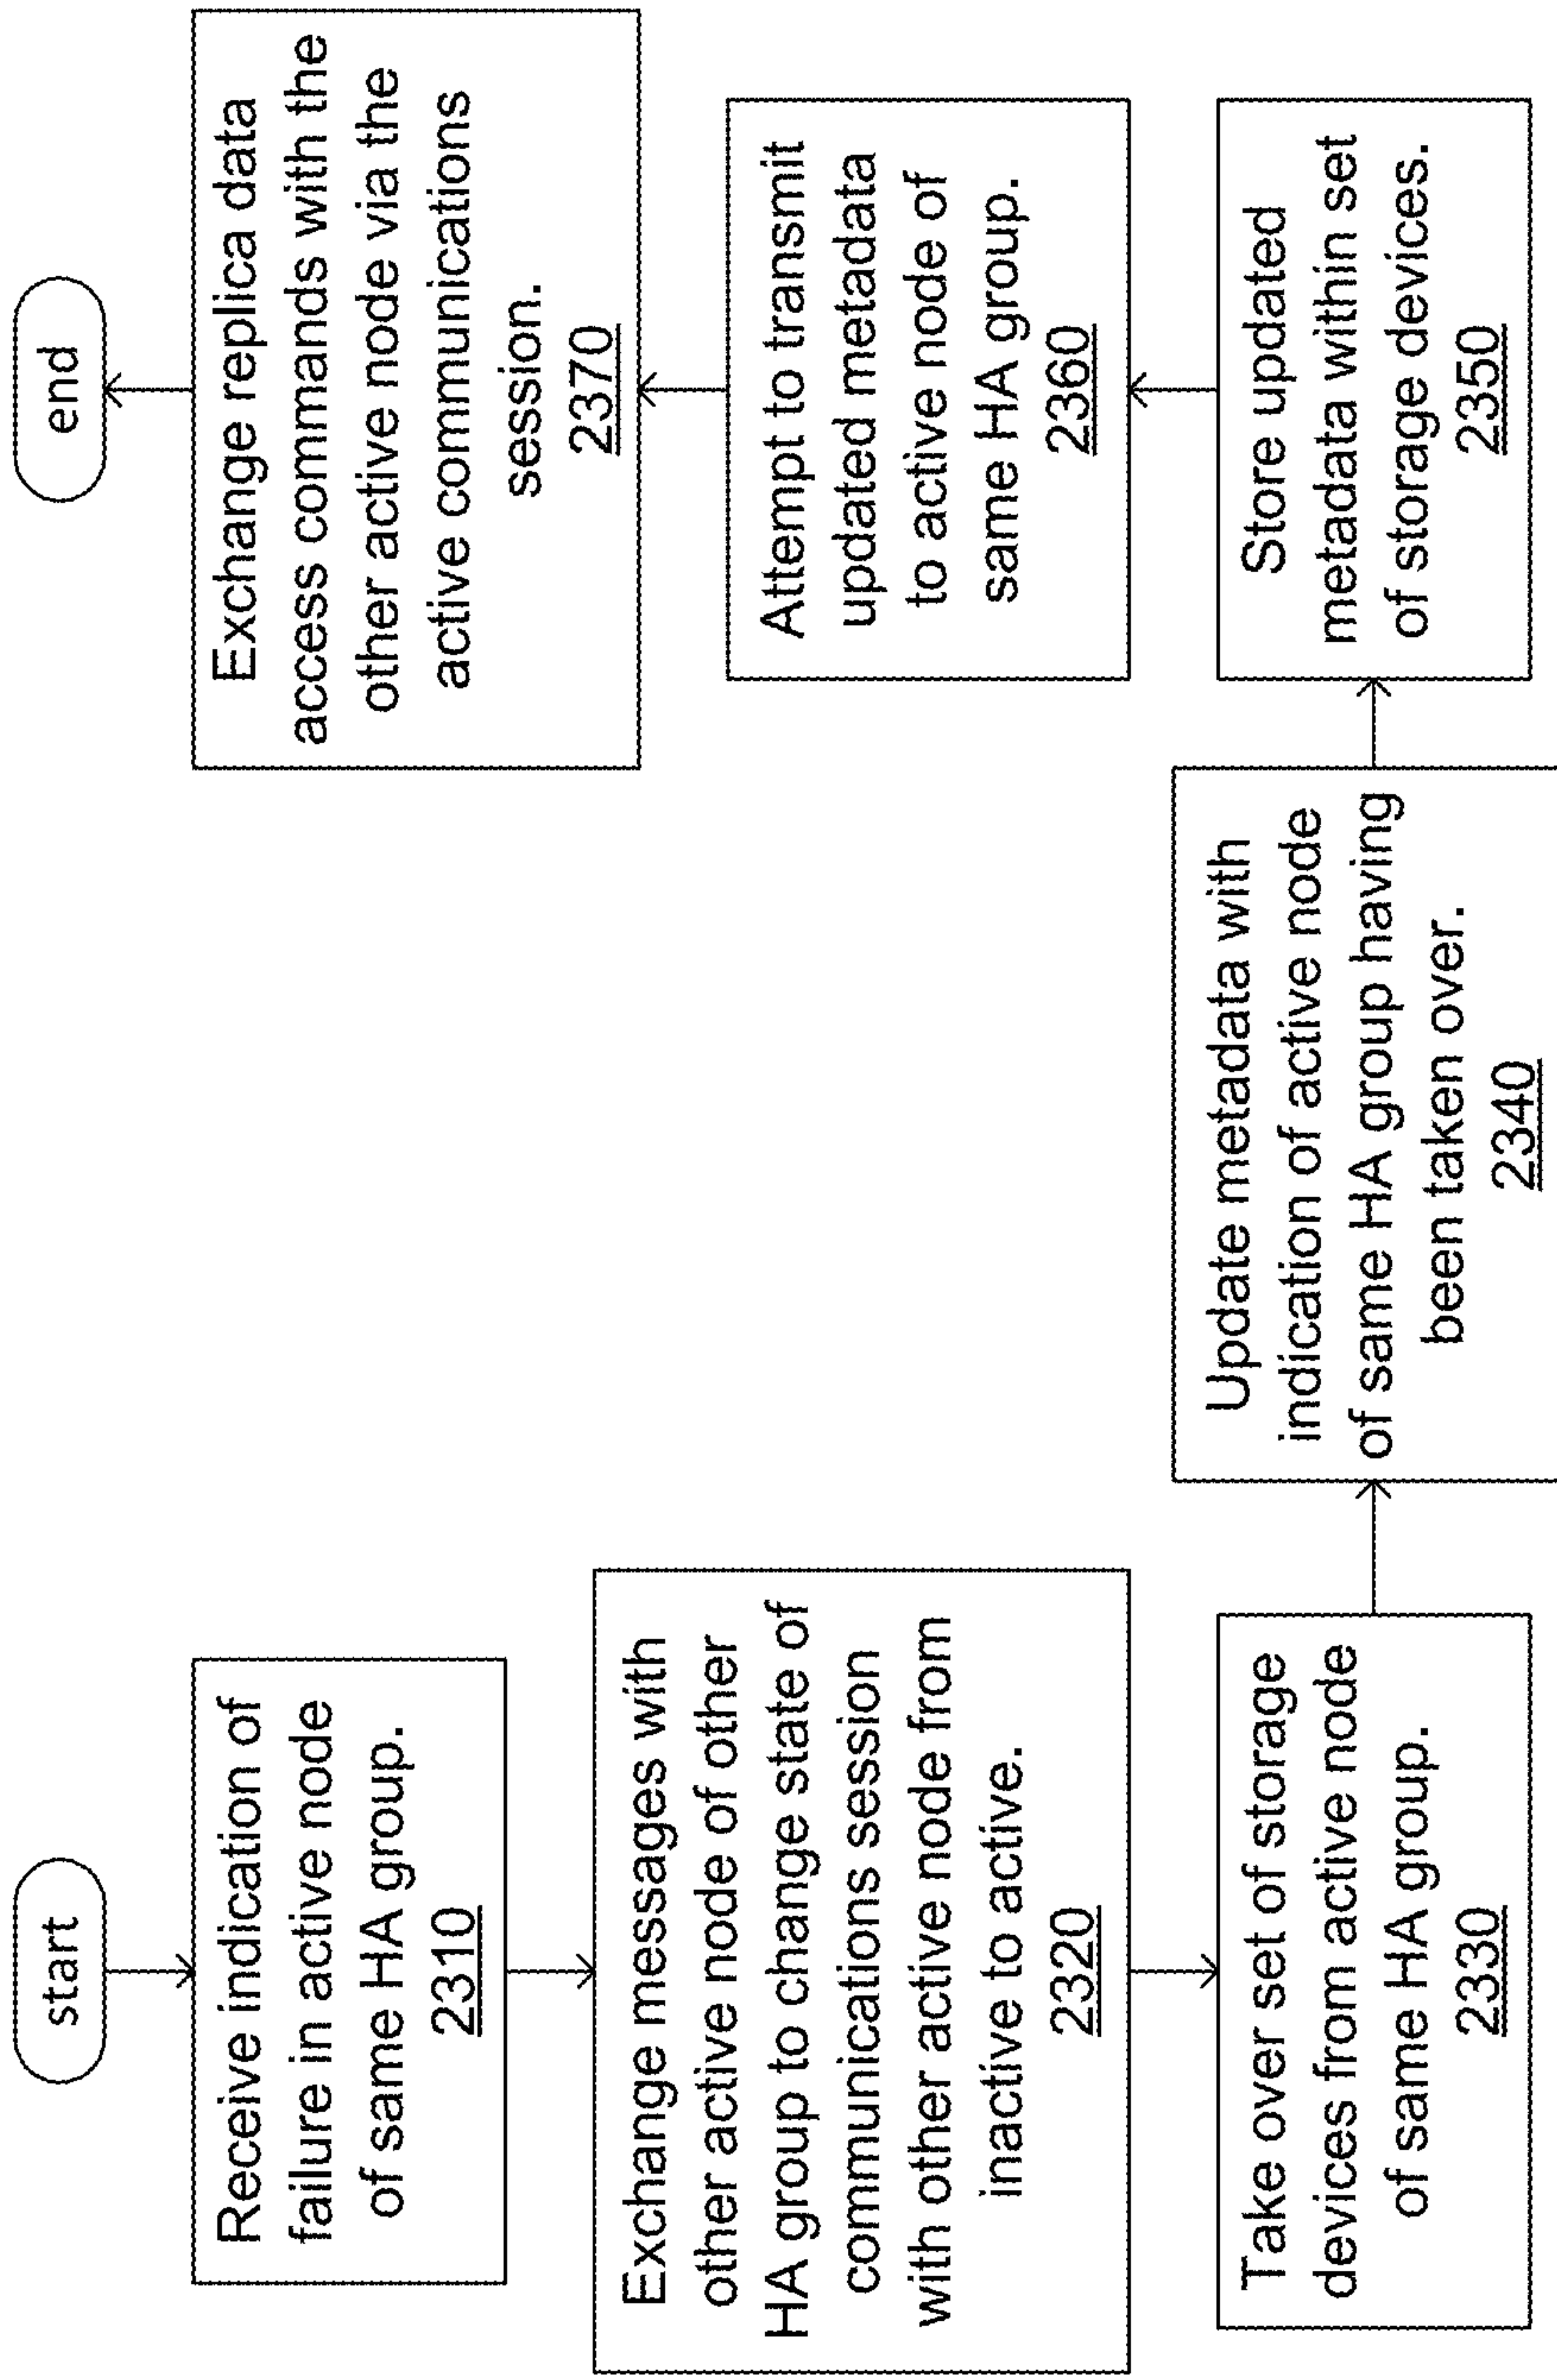 start
Receive indication of
failure in active node
of same HA group.
2310
Exchange messages with
other active node of other
HA group to change state of
communications session
with other active node from
inactive to active.
2320
Take over set of storage
devices from active node
of same HA group.
2330
Update metadata with
indication of active node
of same HA group having
been taken over.
2340
Store updated
metadata within set
of storage devices.
2350
Attempt to transmit
updated metadata
to active node of
same HA group.
2360
Exchange replica data
access commands with the
other active node via the
active communications
session.
2370
end